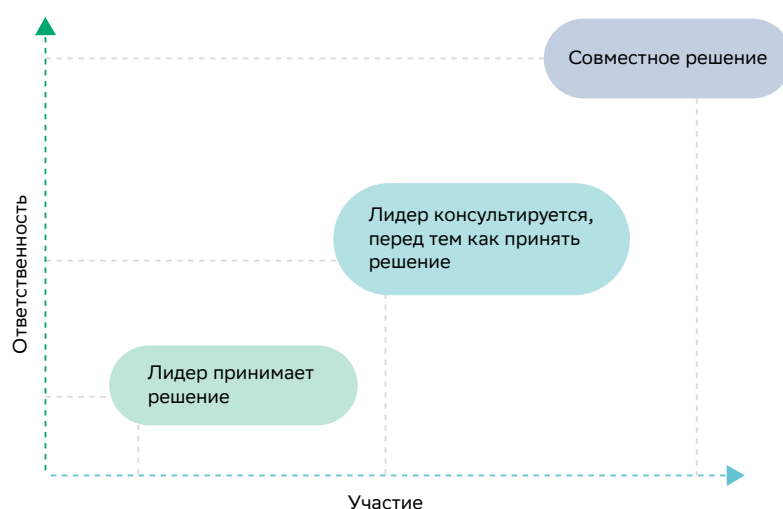 Совместное решение
Ответственность
Лидер консультируется,
перед тем как принять
решение
Лидер принимает
решение
Участие